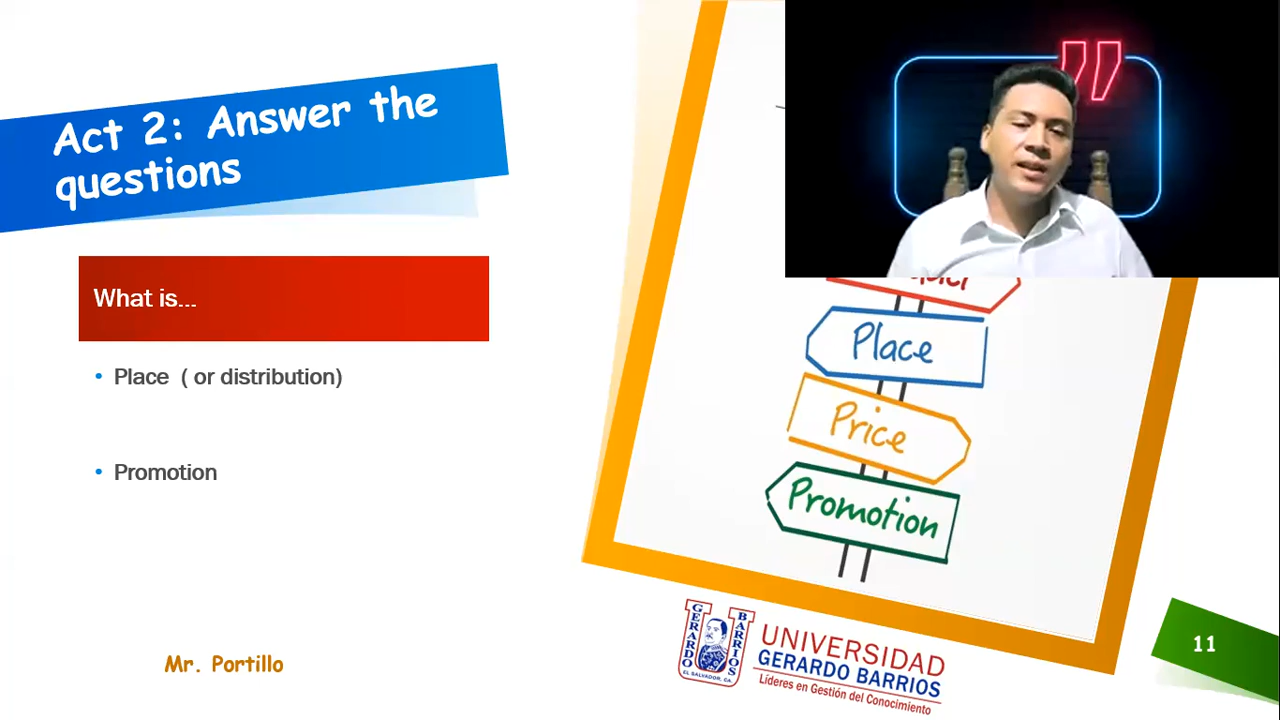 Act 2: Answer the
questions
What is...
• Place ( or distribution)
• Promotion
Place
Price
Promotion
GERARDO
BARRIOS
EL SALVADOR, C.A.
UNIVERSIDAD
GERARDO BARRIOS
Líderes en Gestión del Conocimiento
Mr. Portillo
11